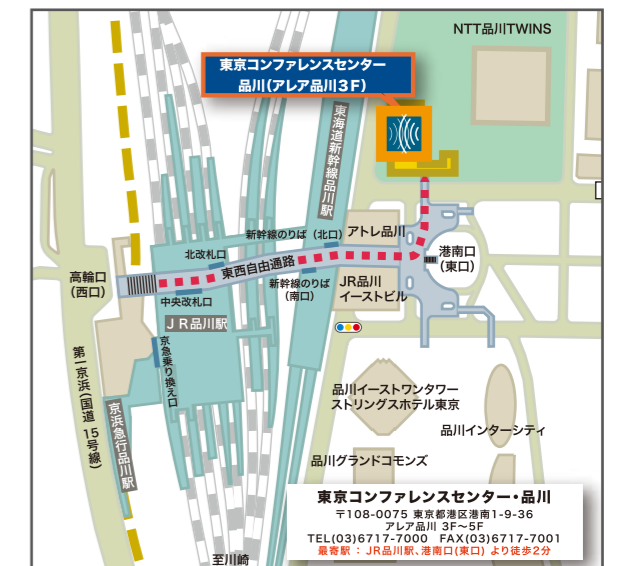 NTT品川TWINS
東京コンファレンスセンター
品川(アレア品川3F)
東海道新幹線品川駅
アトレ品川
新幹線のりば(北口)
北改札口
東西自由通路
港南口
(東口)
高輪口
(西口)
新幹線のりば
(南口)
JR品川
イーストビル
中央改札口
JR品川駅
京急乗り換え口
第一京浜(国道15号線)
京浜急行品川駅
品川イーストワンタワー
ストリングスホテル東京
品川インターシティ
品川グランドコモンズ
至川崎
東京コンファレンスセンター・品川
〒108-0075 東京都港区港南1-9-36
アレア品川 3F〜5F
TEL(03)6717-7000 FAX(03)6717-7001
最寄駅 : JR品川駅、港南口(東口) より徒歩2分